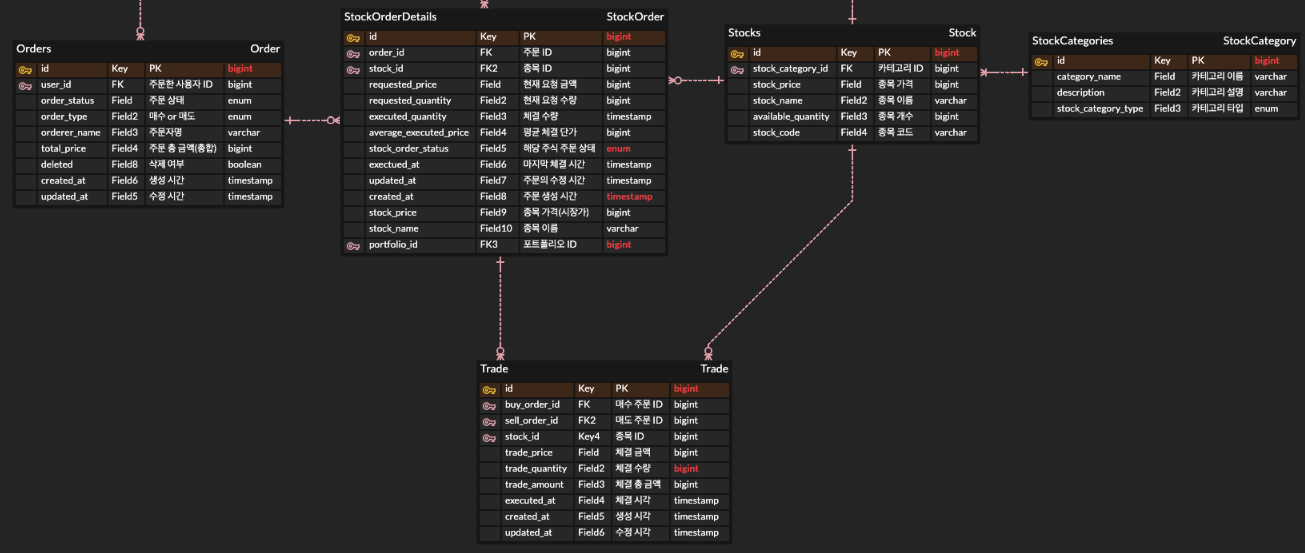 Orders Order
id Key PK bigint
user_id FK 주문한 사용자 ID bigint
order_status Field 주문 상태 enum
order_type Field2 매수 or 매도 enum
orderer_name Field3 주문자명 varchar
total_price Field4 주문 총 금액(총합) bigint
deleted Field8 삭제 여부 boolean
created_at Field6 생성 시간 timestamp
updated_at Field5 수정 시간 timestamp
StockOrderDetails StockOrder
id Key PK bigint
order_id FK 주문 ID bigint
stock_id FK2 종목 ID bigint
requested_price Field 현재 요청 금액 bigint
requested_quantity Field2 현재 요청 수량 bigint
executed_quantity Field3 체결 수량 timestamp
average_executed_price Field4 평균 체결 단가 bigint
stock_order_status Field5 해당 주식 주문 상태 enum
exectued_at Field6 마지막 체결 시간 timestamp
updated_at Field7 주문의 수정 시간 timestamp
created_at Field8 주문 생성 시간 timestamp
stock_price Field9 종목 가격(시장가) bigint
stock_name Field10 종목 이름 varchar
portfolio_id FK3 포트폴리오 ID bigint
Stocks Stock
id Key PK bigint
stock_category_id FK 카테고리 ID bigint
stock_price Field 종목 가격 bigint
stock_name Field2 종목 이름 varchar
available_quantity Field3 종목 개수 bigint
stock_code Field4 종목 코드 varchar
StockCategories StockCategory
id Key PK bigint
category_name Field 카테고리 이름 varchar
description Field2 카테고리 설명 varchar
stock_category_type Field3 카테고리 타입 enum
Trade Trade
id Key PK bigint
buy_order_id FK 매수 주문 ID bigint
sell_order_id FK2 매도 주문 ID bigint
stock_id Key4 종목 ID bigint
trade_price Field 체결 금액 bigint
trade_quantity Field2 체결 수량 bigint
trade_amount Field3 체결 총 금액 bigint
executed_at Field4 체결 시각 timestamp
created_at Field5 생성 시각 timestamp
updated_at Field6 수정 시각 timestamp